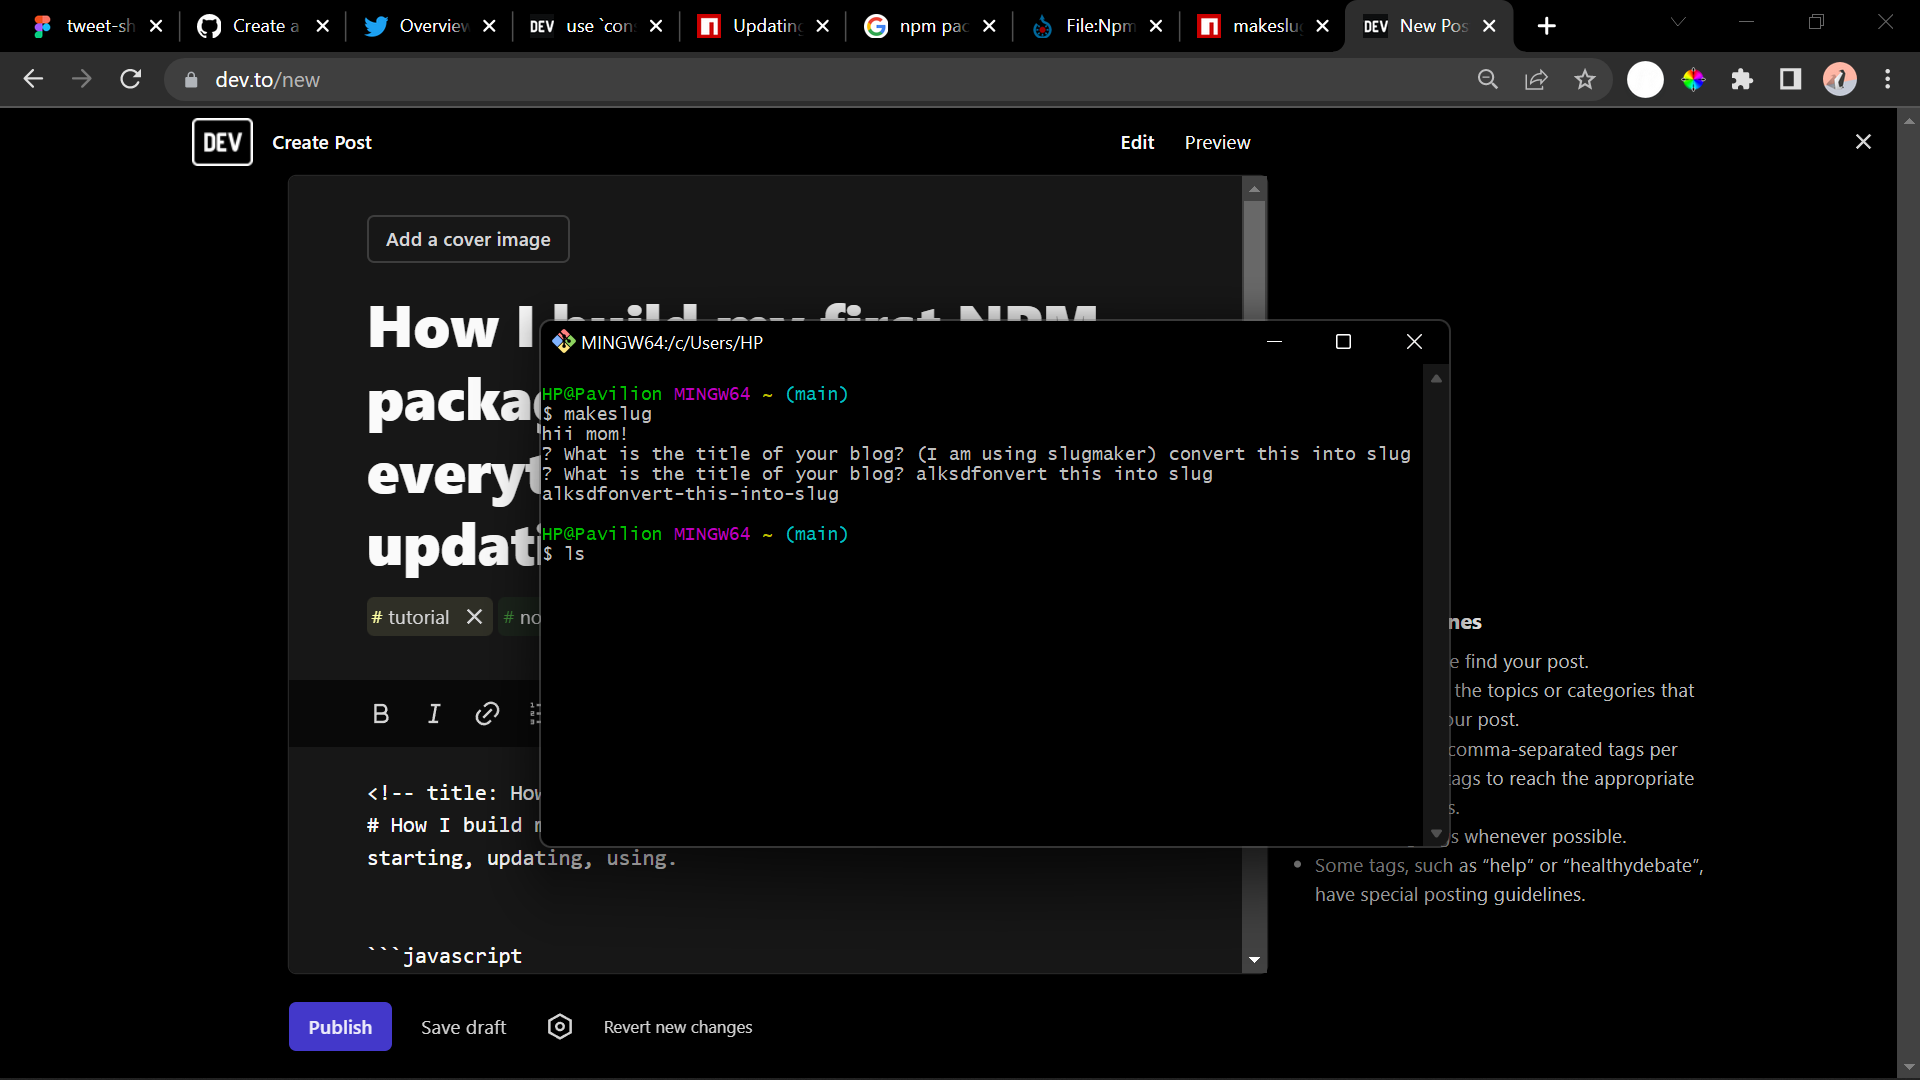 tweet-sh
Create a
Overview
DEV use `con
Updating
npm pac
File:Npm
makeslu
DEV New Pos
dev.to/new
DEV Create Post
Edit Preview
Add a cover image
How I build my first NPM
packa
everyt
updati
# tutorial
# no
B I
<!-- title: How
# How I build
starting, updating, using.
```javascript
Publish
Save draft
Revert new changes
MINGW64:/c/Users/HP
HP@Pavilion MINGW64 ~ (main)
$ makeslug
hii mom!
? What is the title of your blog? (I am using slugmaker) convert this into slug
? What is the title of your blog? alksdfonvert this into slug
alksdfonvert-this-into-slug
HP@Pavilion MINGW64 ~ (main)
$ ls
nes
e find your post.
the topics or categories that
ur post.
comma-separated tags per
ags to reach the appropriate
s.
s whenever possible.
• Some tags, such as “help” or “healthydebate”,
have special posting guidelines.